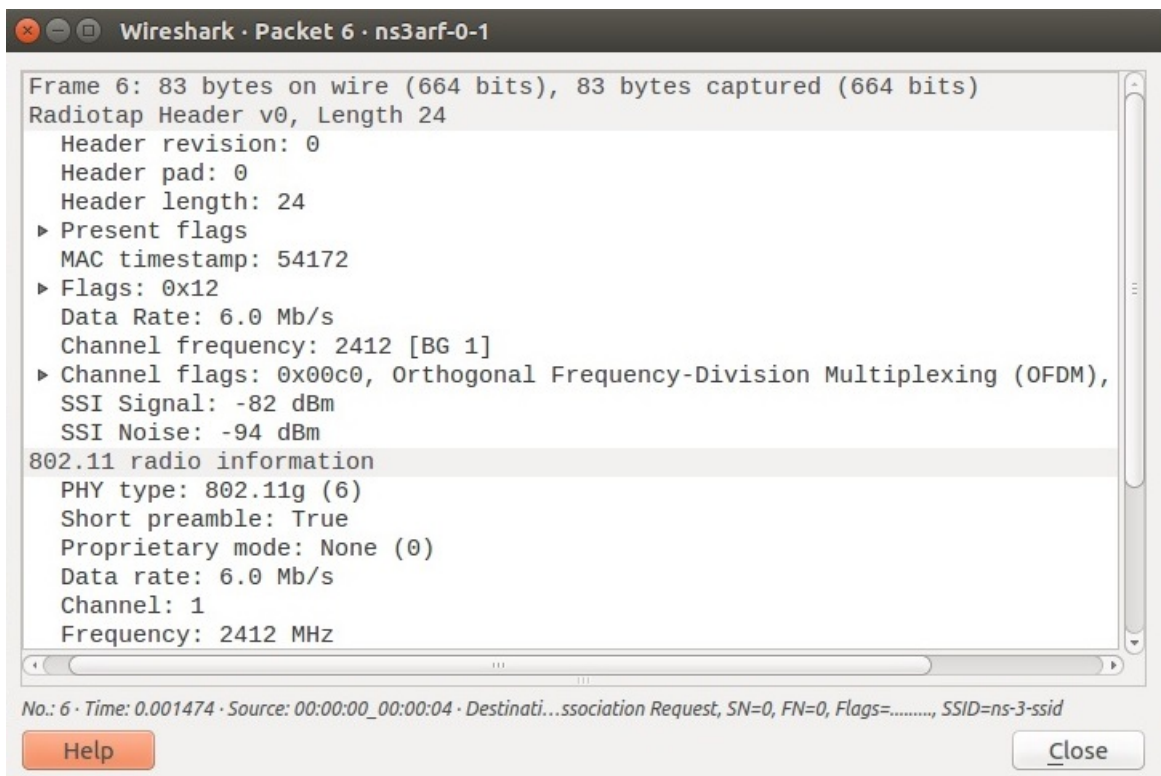 Wireshark · Packet 6 · ns3arf-0-1
Frame 6: 83 bytes on wire (664 bits), 83 bytes captured (664 bits)
Radiotap Header v0, Length 24
Header revision: 0
Header pad: 0
Header length: 24
Present flags
MAC timestamp: 54172
Flags: 0x12
Data Rate: 6.0 Mb/s
Channel frequency: 2412 [BG 1]
Channel flags: 0x00c0, Orthogonal Frequency-Division Multiplexing (OFDM),
SSI Signal: -82 dBm
SSI Noise: -94 dBm
802.11 radio information
PHY type: 802.11g (6)
Short preamble: True
Proprietary mode: None (0)
Data rate: 6.0 Mb/s
Channel: 1
Frequency: 2412 MHz
No.: 6 · Time: 0.001474 · Source: 00:00:00_00:00:04 · Destinati…ssociation Request, SN=0, FN=0, Flags=........, SSID=ns-3-ssid
Help
Close